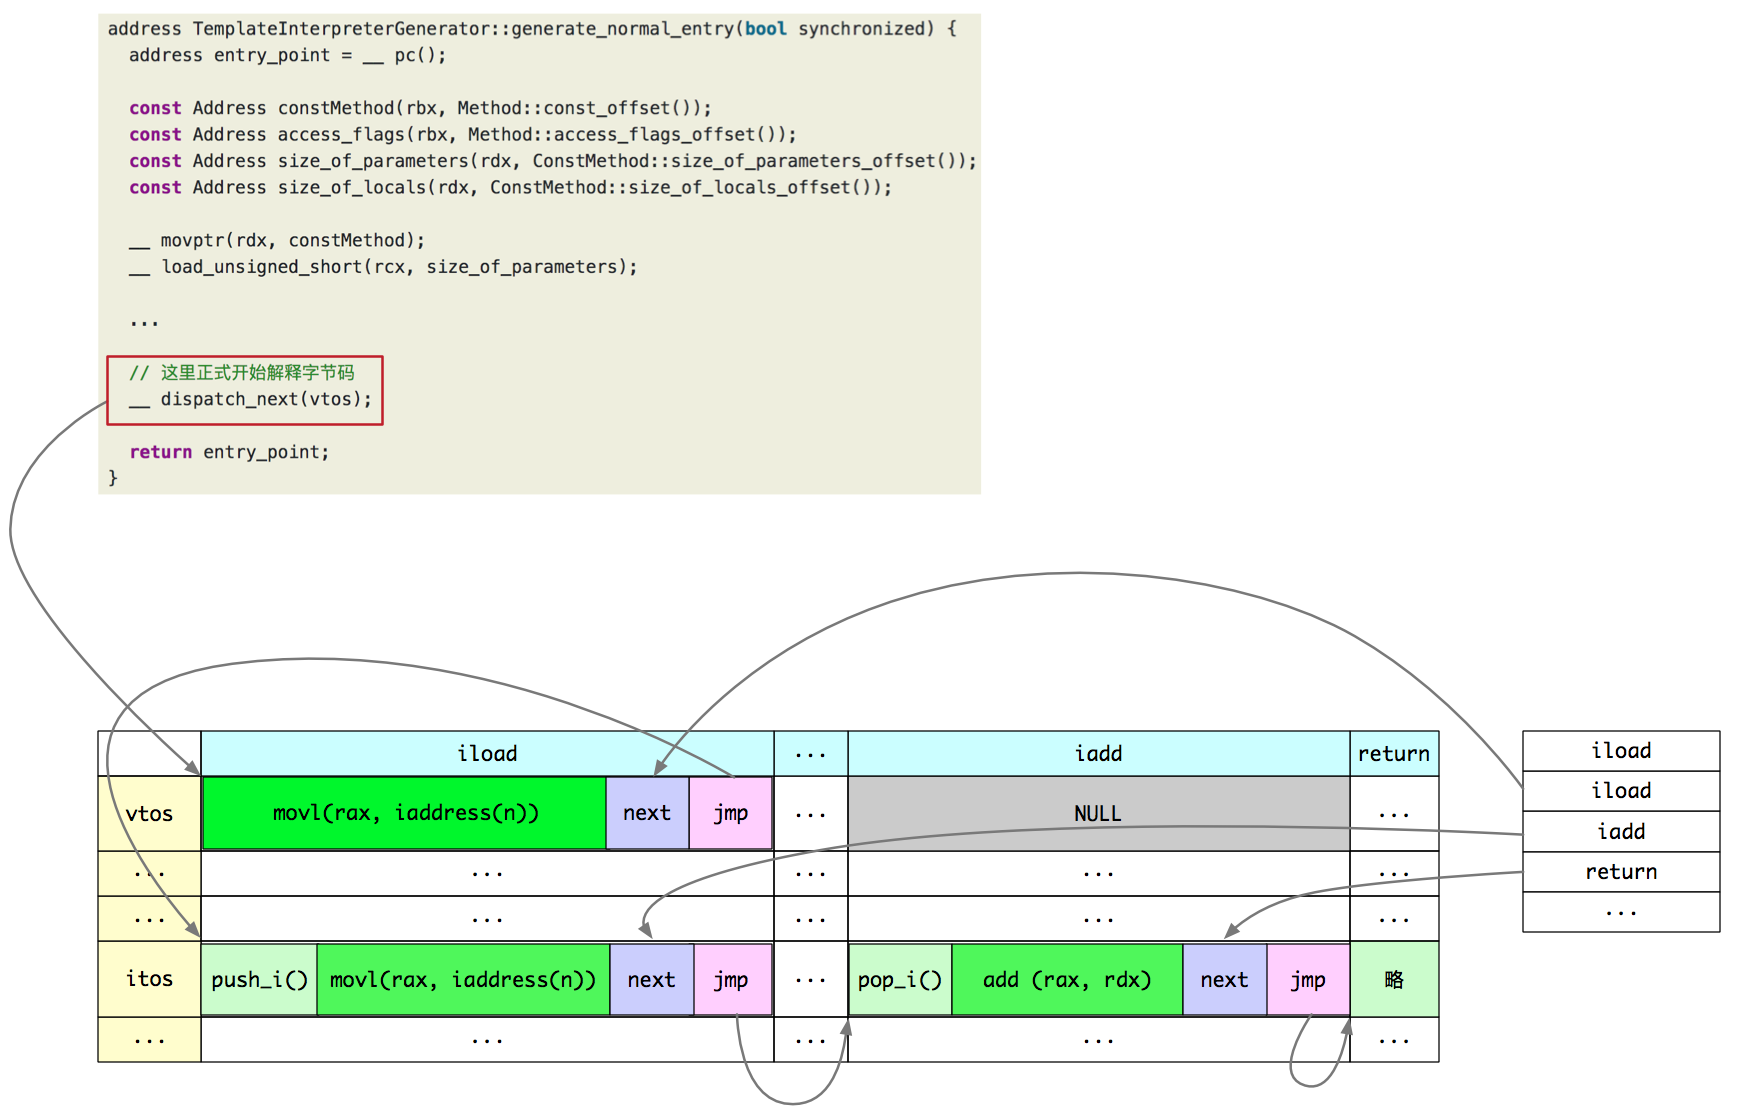 address TemplateInterpreterGenerator::generate_normal_entry(bool synchronized) {
  address entry_point = __ pc();

  const Address constMethod(rbx, Method::const_offset());
  const Address access_flags(rbx, Method::access_flags_offset());
  const Address size_of_parameters(rdx, ConstMethod::size_of_parameters_offset());
  const Address size_of_locals(rdx, ConstMethod::size_of_locals_offset());

  __ movptr(rdx, constMethod);
  __ load_unsigned_short(rcx, size_of_parameters);

  ...

  // 这里正式开始解释字节码
  __ dispatch_next(vtos);

  return entry_point;
}
iload ... iadd return
vtos movl(rax, iaddress(n)) next jmp ... NULL ...
... ... ... ... ...
... ... ... ... ...
itos push_i() movl(rax, iaddress(n)) next jmp ... pop_i() add (rax, rdx) next jmp 略
... ... ... ... ...
iload
iload
iadd
return
...